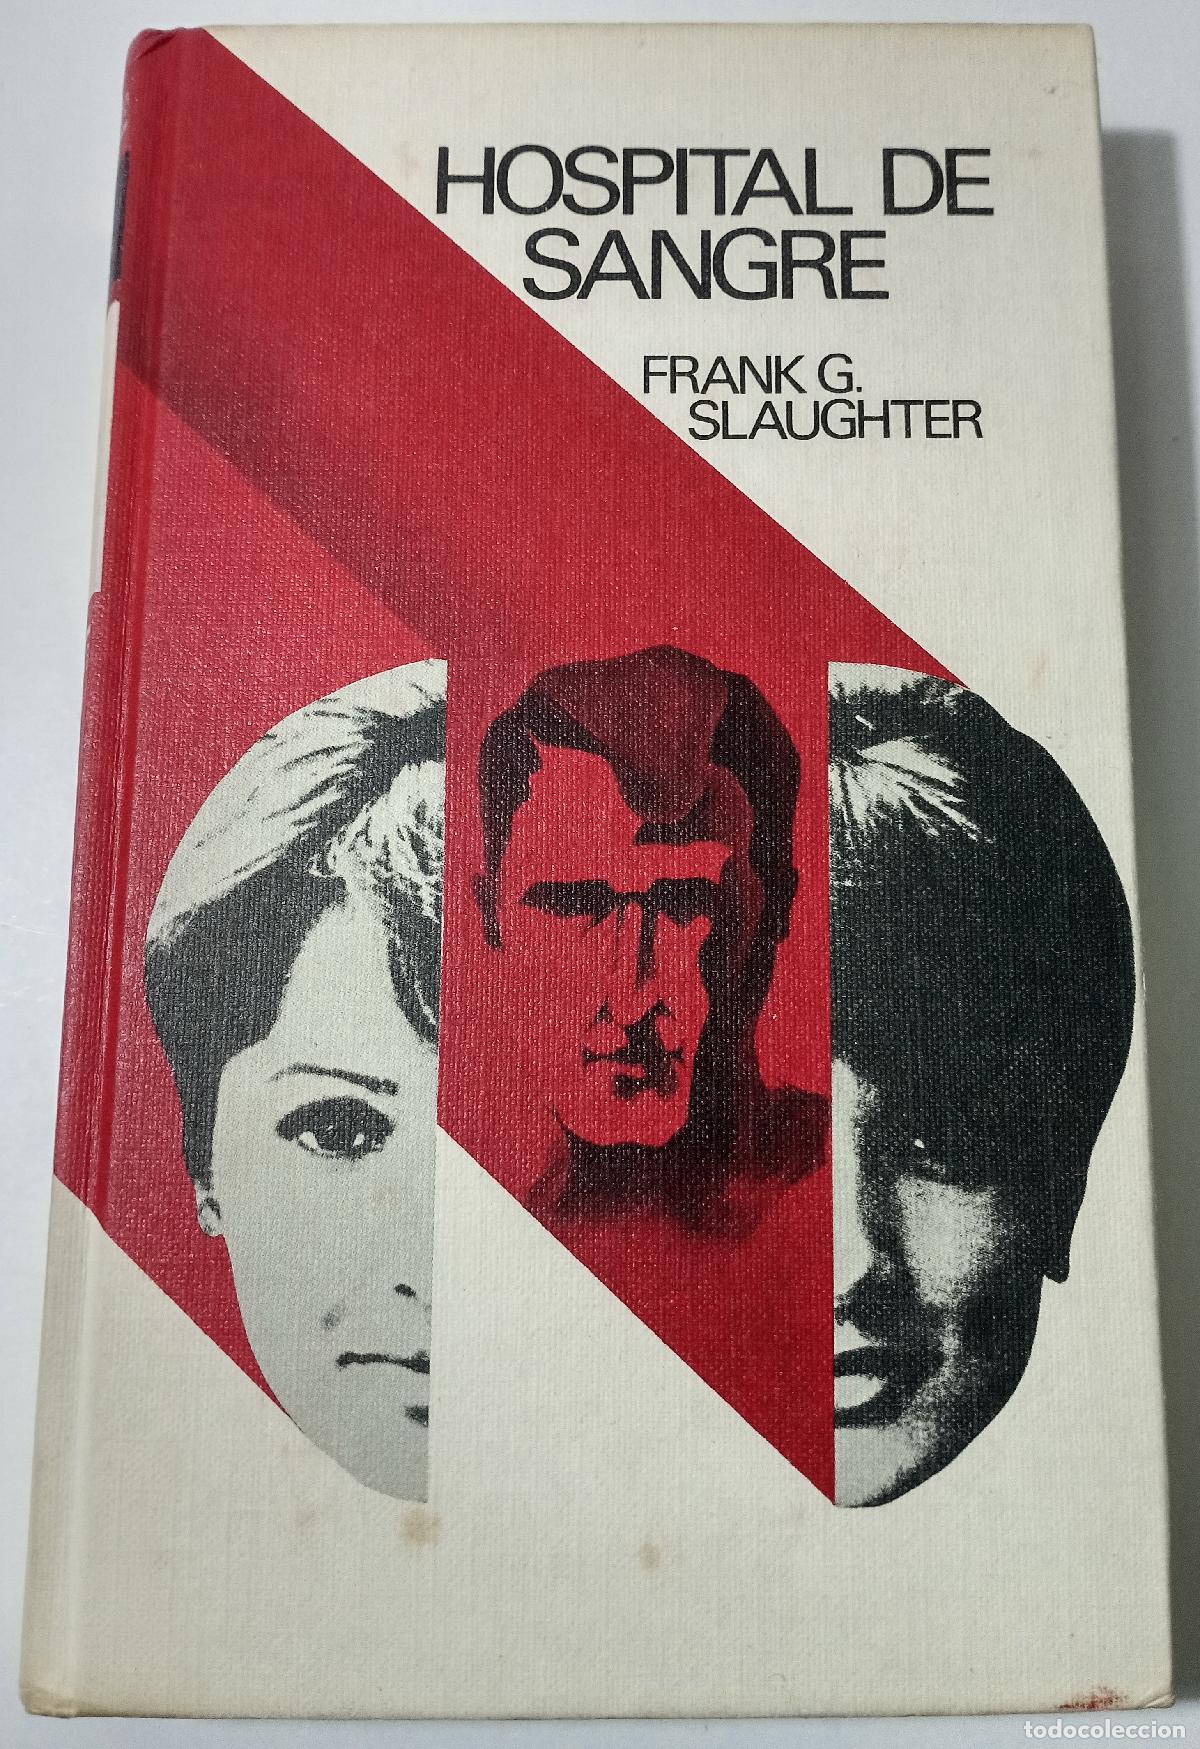 HOSPITAL DE
SANGRE
FRANK G.
SLAUGHTER
todocoleccion